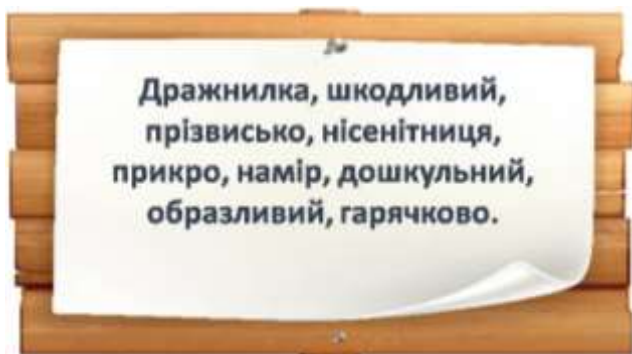 Дражнилка, шкодливий,
прізвисько, нісенітниця,
прикро, намір, дошкульний,
образливий, гарячково.